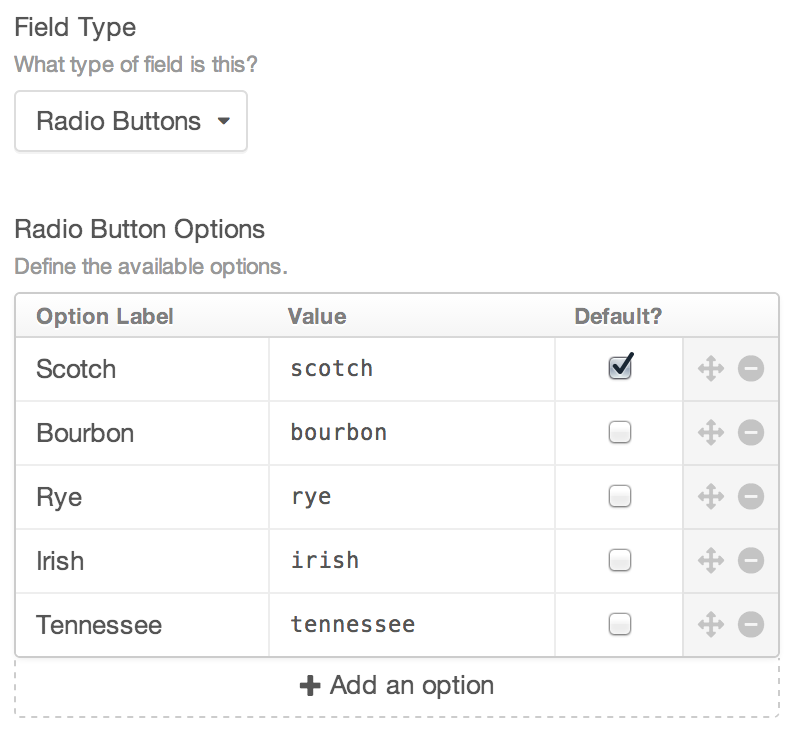 Field Type
What type of field is this?
Radio Buttons
Radio Button Options
Define the available options.
Option Label Value Default?
Scotch scotch
Bourbon bourbon
Rye rye
Irish irish
Tennessee tennessee
Add an option